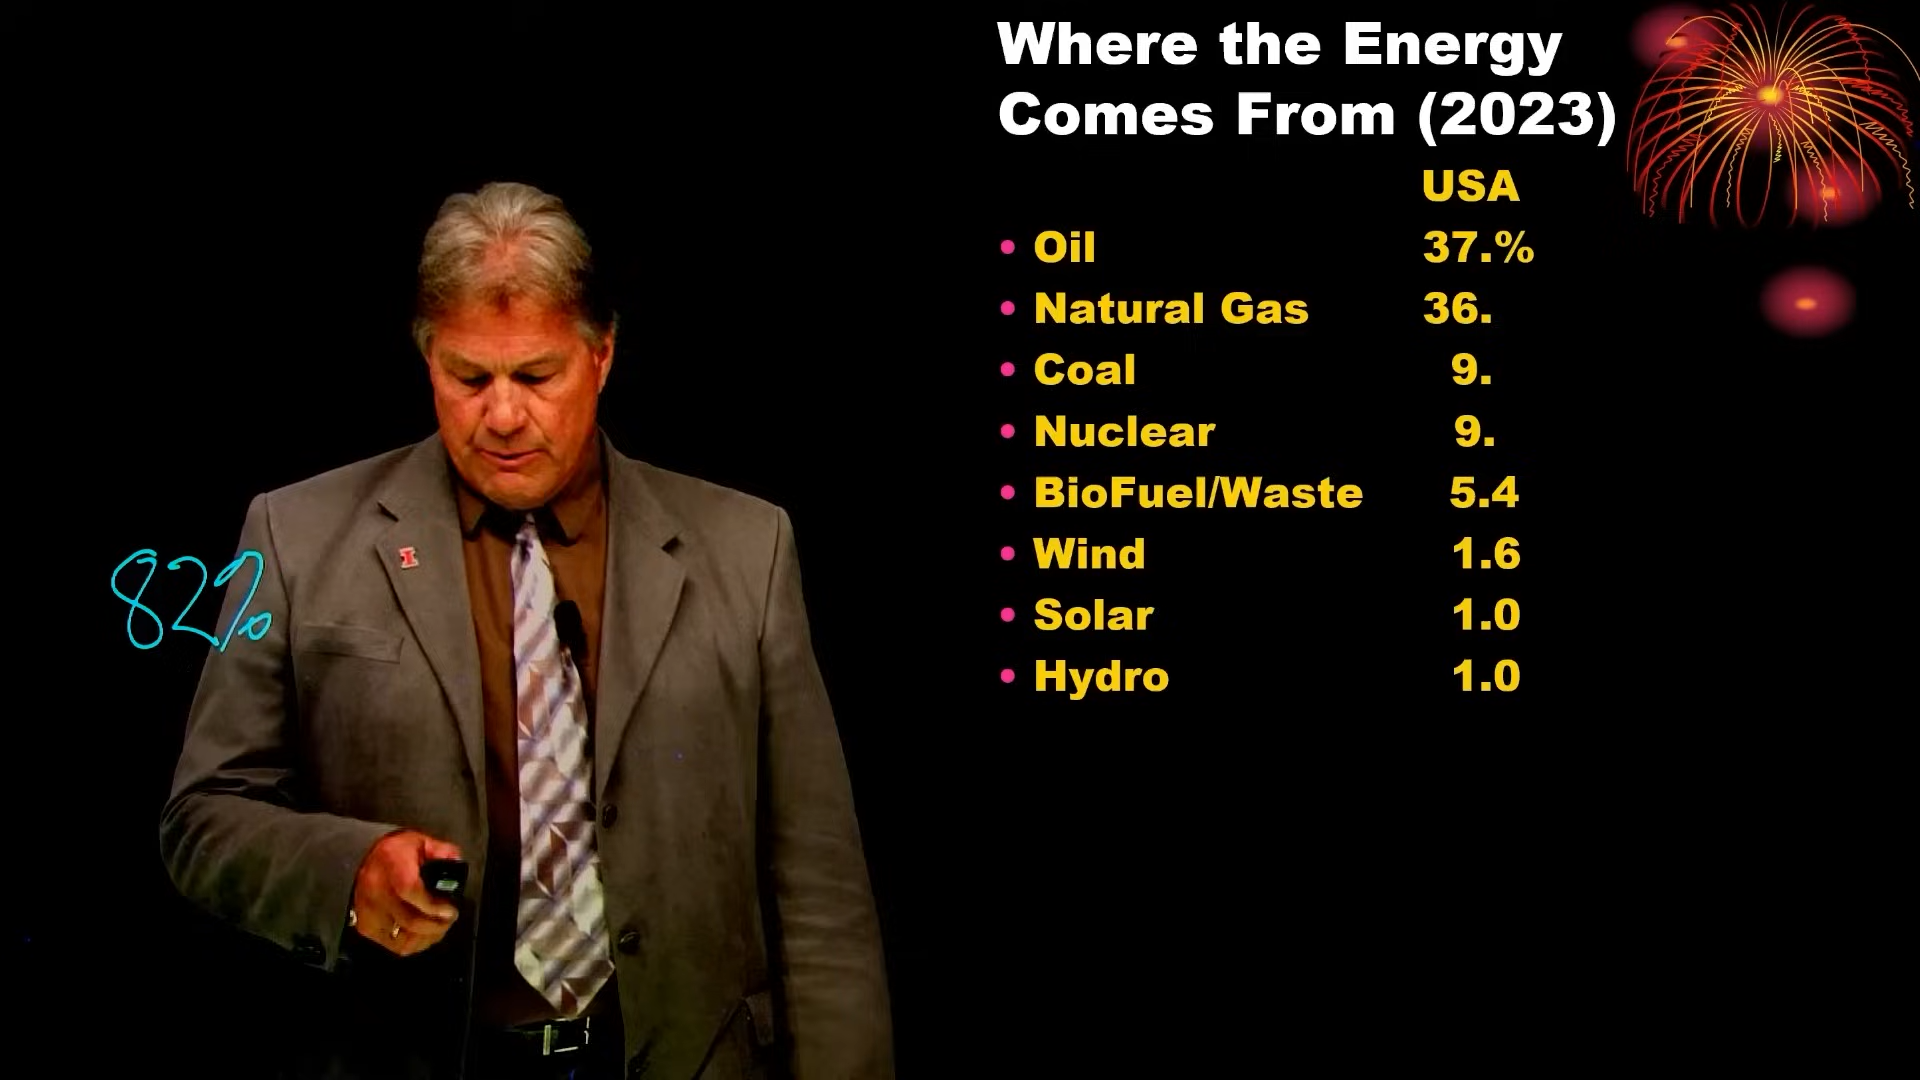 Where the Energy
Comes From (2023)
USA
• Oil 37.%
• Natural Gas 36.
• Coal 9.
• Nuclear 9.
• BioFuel/Waste 5.4
• Wind 1.6
• Solar 1.0
• Hydro 1.0
82%
I